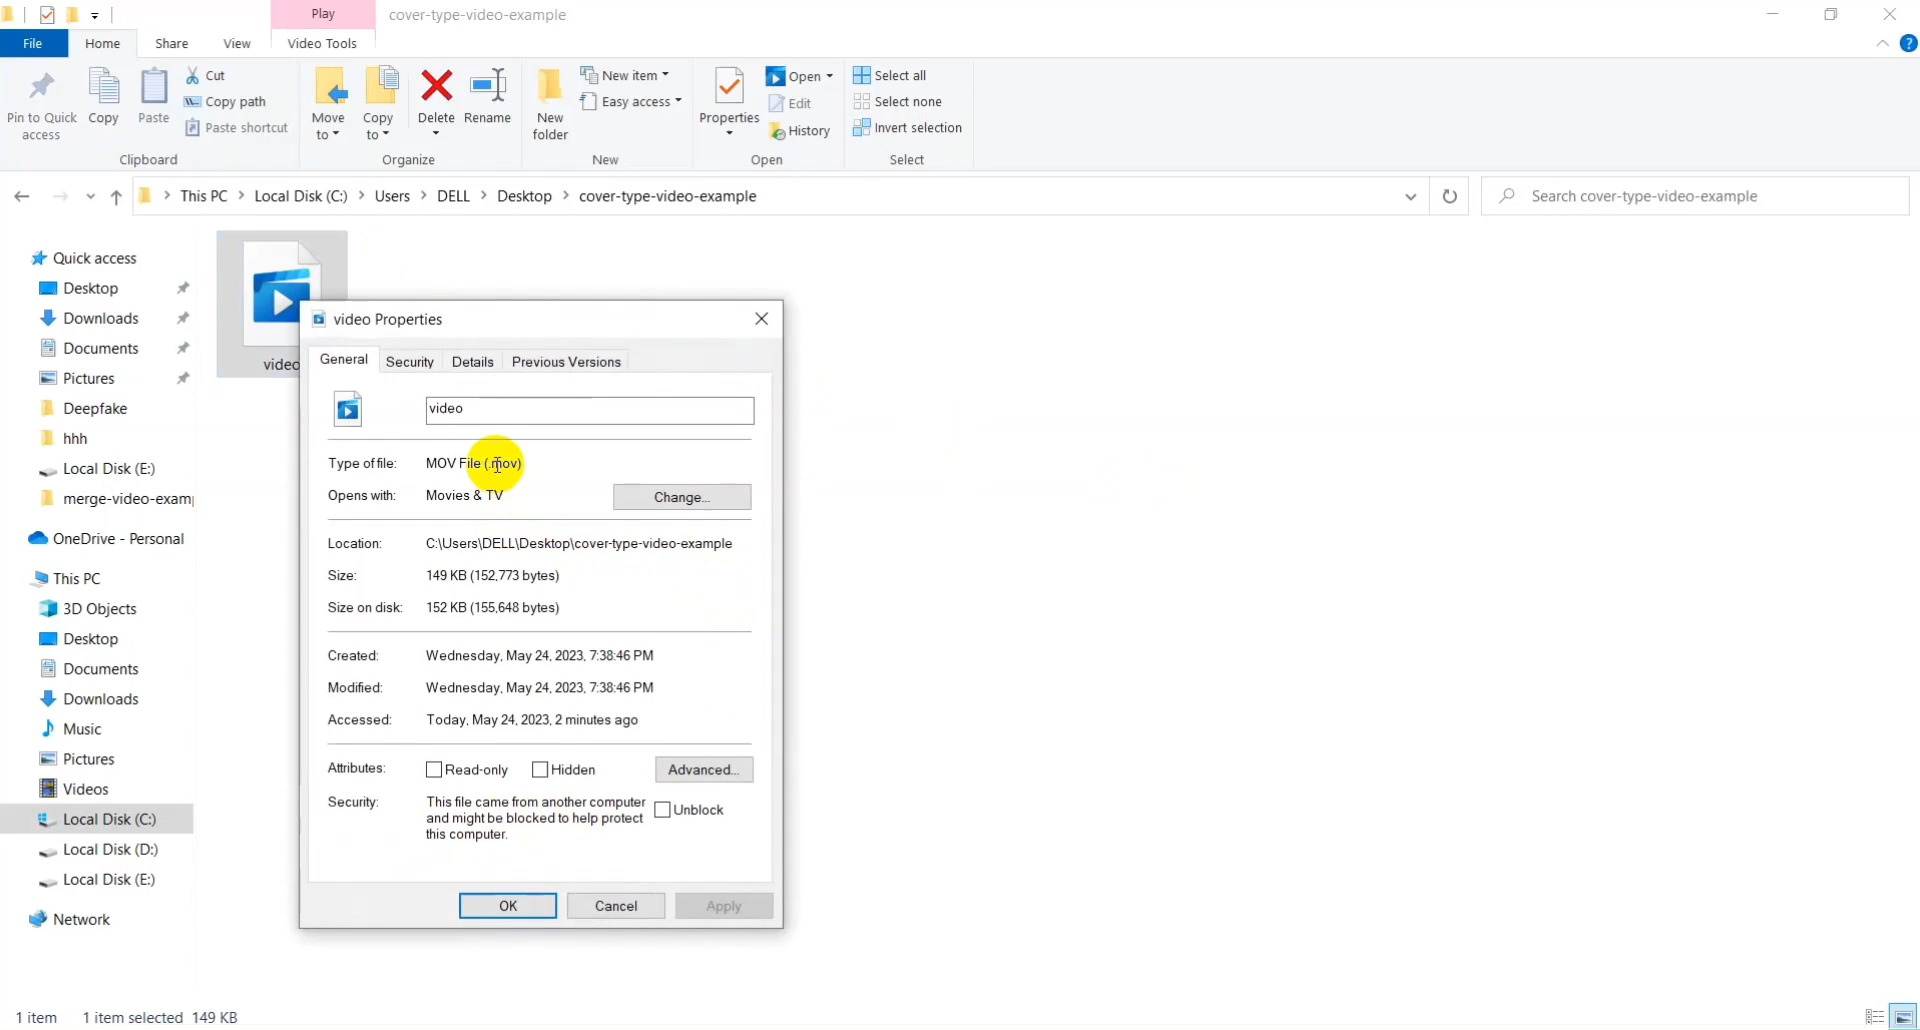 Play
cover-type-video-example
File
Home
Share
View
Video Tools
Pin to Quick
access
Copy
Paste
Cut
Copy path
Paste shortcut
Clipboard
Move
to
Copy
to
Delete
Rename
Organize
New
folder
New item
Easy access
New
Properties
Open
Edit
History
Open
Select all
Select none
Invert selection
Select
This PC > Local Disk (C:) > Users > DELL > Desktop > cover-type-video-example
Search cover-type-video-example
Quick access
Desktop
Downloads
Documents
Pictures
Deepfake
hhh
Local Disk (E:)
merge-video-examp
OneDrive - Personal
This PC
3D Objects
Desktop
Documents
Downloads
Music
Pictures
Videos
Local Disk (C:)
Local Disk (D:)
Local Disk (E:)
Network
video
video Properties
General
Security
Details
Previous Versions
video
Type of file: MOV File (.mov)
Opens with: Movies & TV
Change...
Location: C:\Users\DELL\Desktop\cover-type-video-example
Size: 149 KB (152,773 bytes)
Size on disk: 152 KB (155,648 bytes)
Created: Wednesday, May 24, 2023, 7:38:46 PM
Modified: Wednesday, May 24, 2023, 7:38:46 PM
Accessed: Today, May 24, 2023, 2 minutes ago
Attributes: Read-only Hidden
Advanced...
Security: This file came from another computer
and might be blocked to help protect
this computer.
Unblock
OK
Cancel
Apply
1 item 1 item selected 149 KB